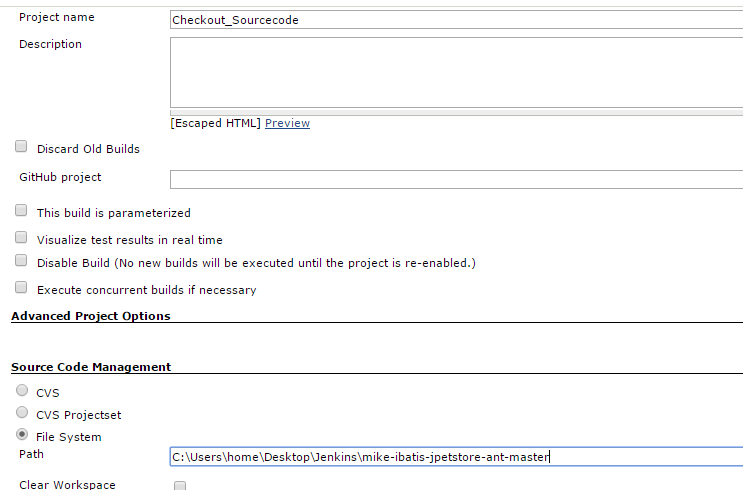 Project name
Checkout_Sourcecode
Description
[Escaped HTML] Preview
Discard Old Builds
GitHub project
This build is parameterized
Visualize test results in real time
Disable Build (No new builds will be executed until the project is re-enabled.)
Execute concurrent builds if necessary
Advanced Project Options
Source Code Management
CVS
CVS Projectset
File System
Path
C:\Users\home\Desktop\Jenkins\mike-ibatis-jpetstore-ant-master
Clear Workspace